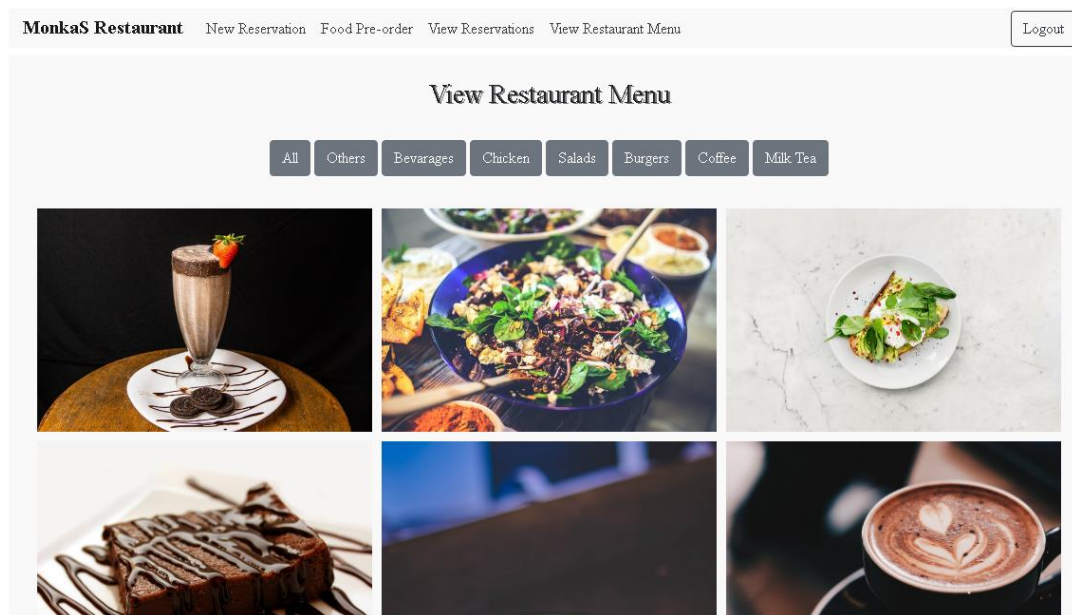 MonkaS Restaurant New Reservation Food Pre-order View Reservations View Restaurant Menu Logout
View Restaurant Menu
All Others Bevarages Chicken Salads Burgers Coffee Milk Tea